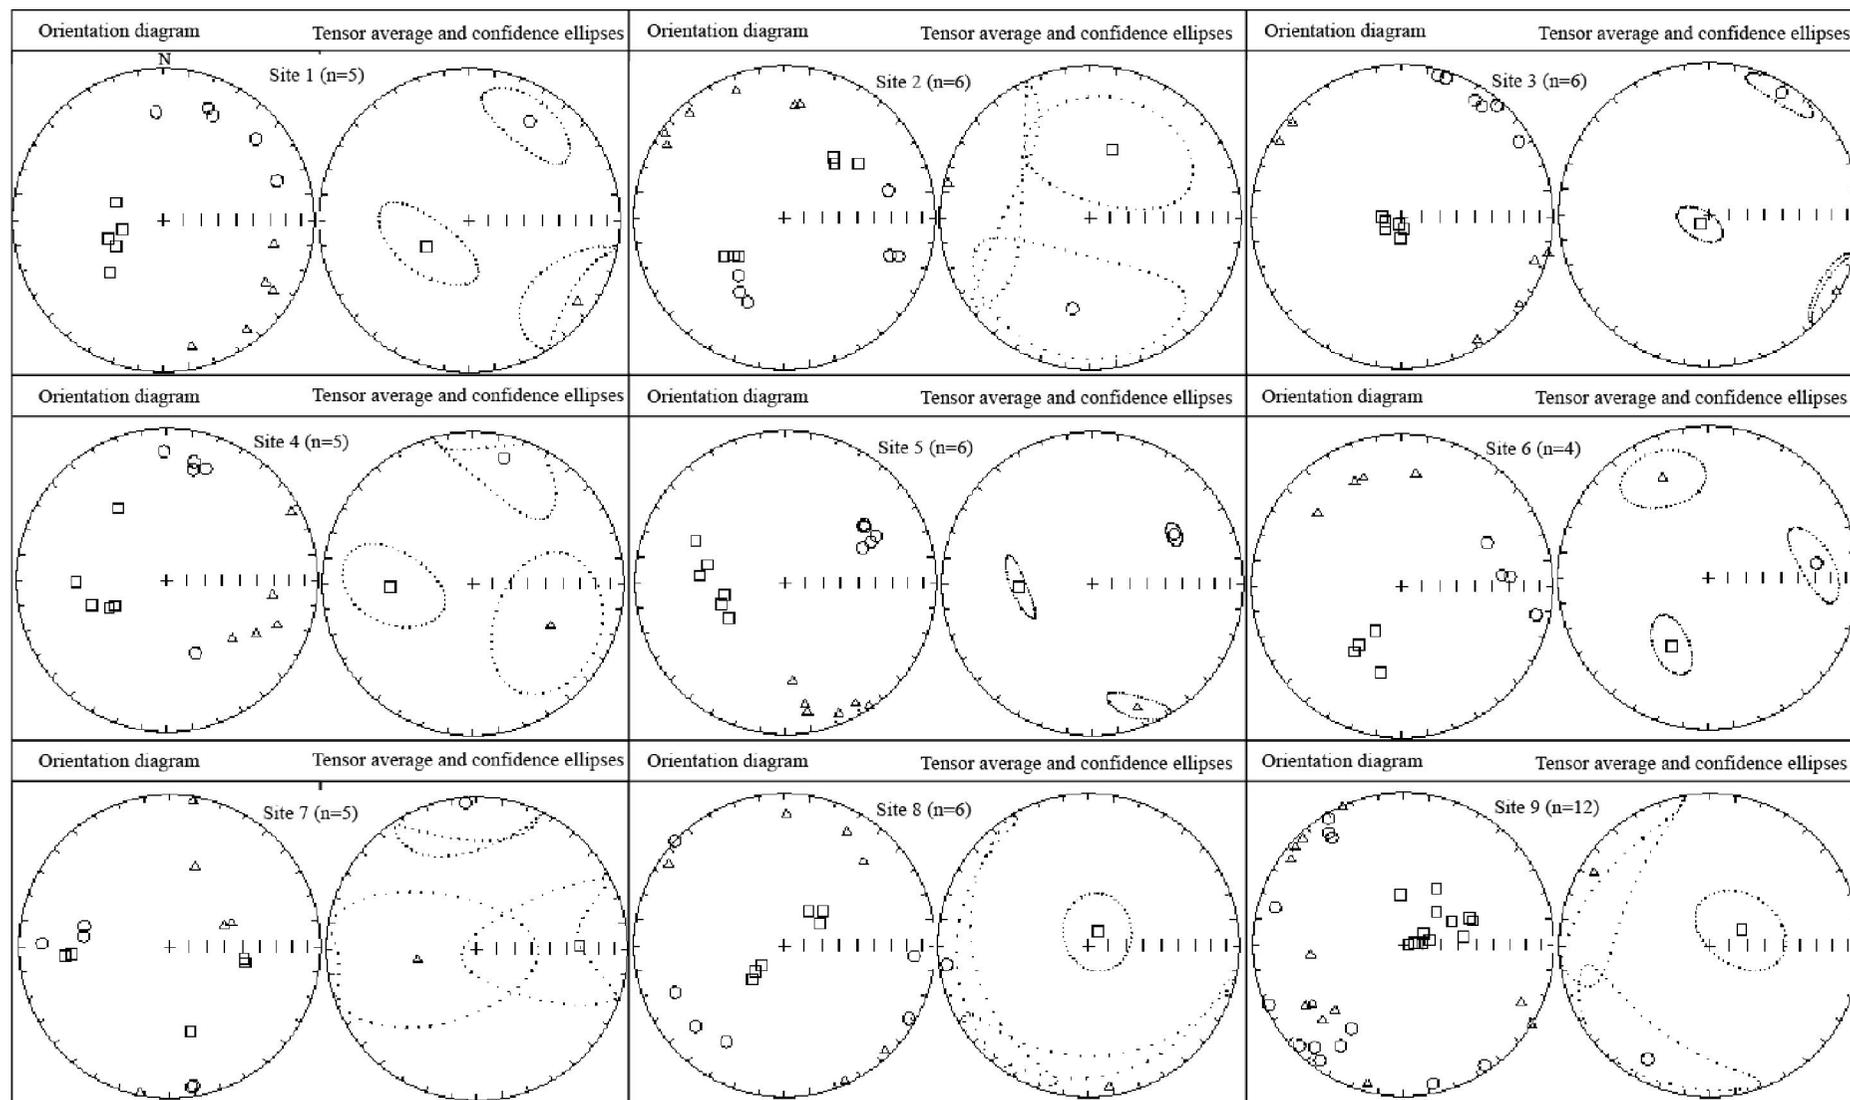 Orientation diagram Tensor average and confidence ellipses Orientation diagram Tensor average and confidence ellipses Orientation diagram Tensor average and confidence ellipses
N
Site 1 (n=5) Site 2 (n=6) Site 3 (n=6)
Orientation diagram Tensor average and confidence ellipses Orientation diagram Tensor average and confidence ellipses Orientation diagram Tensor average and confidence ellipses
Site 4 (n=5) Site 5 (n=6) Site 6 (n=4)
Orientation diagram Tensor average and confidence ellipses Orientation diagram Tensor average and confidence ellipses Orientation diagram Tensor average and confidence ellipses
Site 7 (n=5) Site 8 (n=6) Site 9 (n=12)